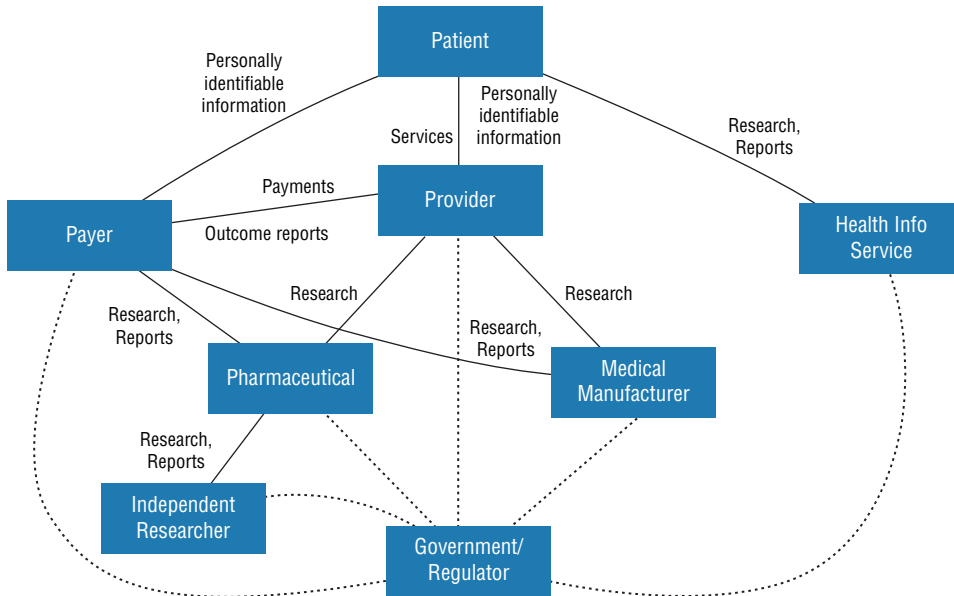 Patient
Personally
identifiable
information
Personally
identifiable
information
Services
Research,
Reports
Payments
Provider
Payer
Outcome reports
Health Info
Service
Research
Research
Research,
Reports
Research,
Reports
Pharmaceutical
Medical
Manufacturer
Research,
Reports
Independent
Researcher
Government/
Regulator